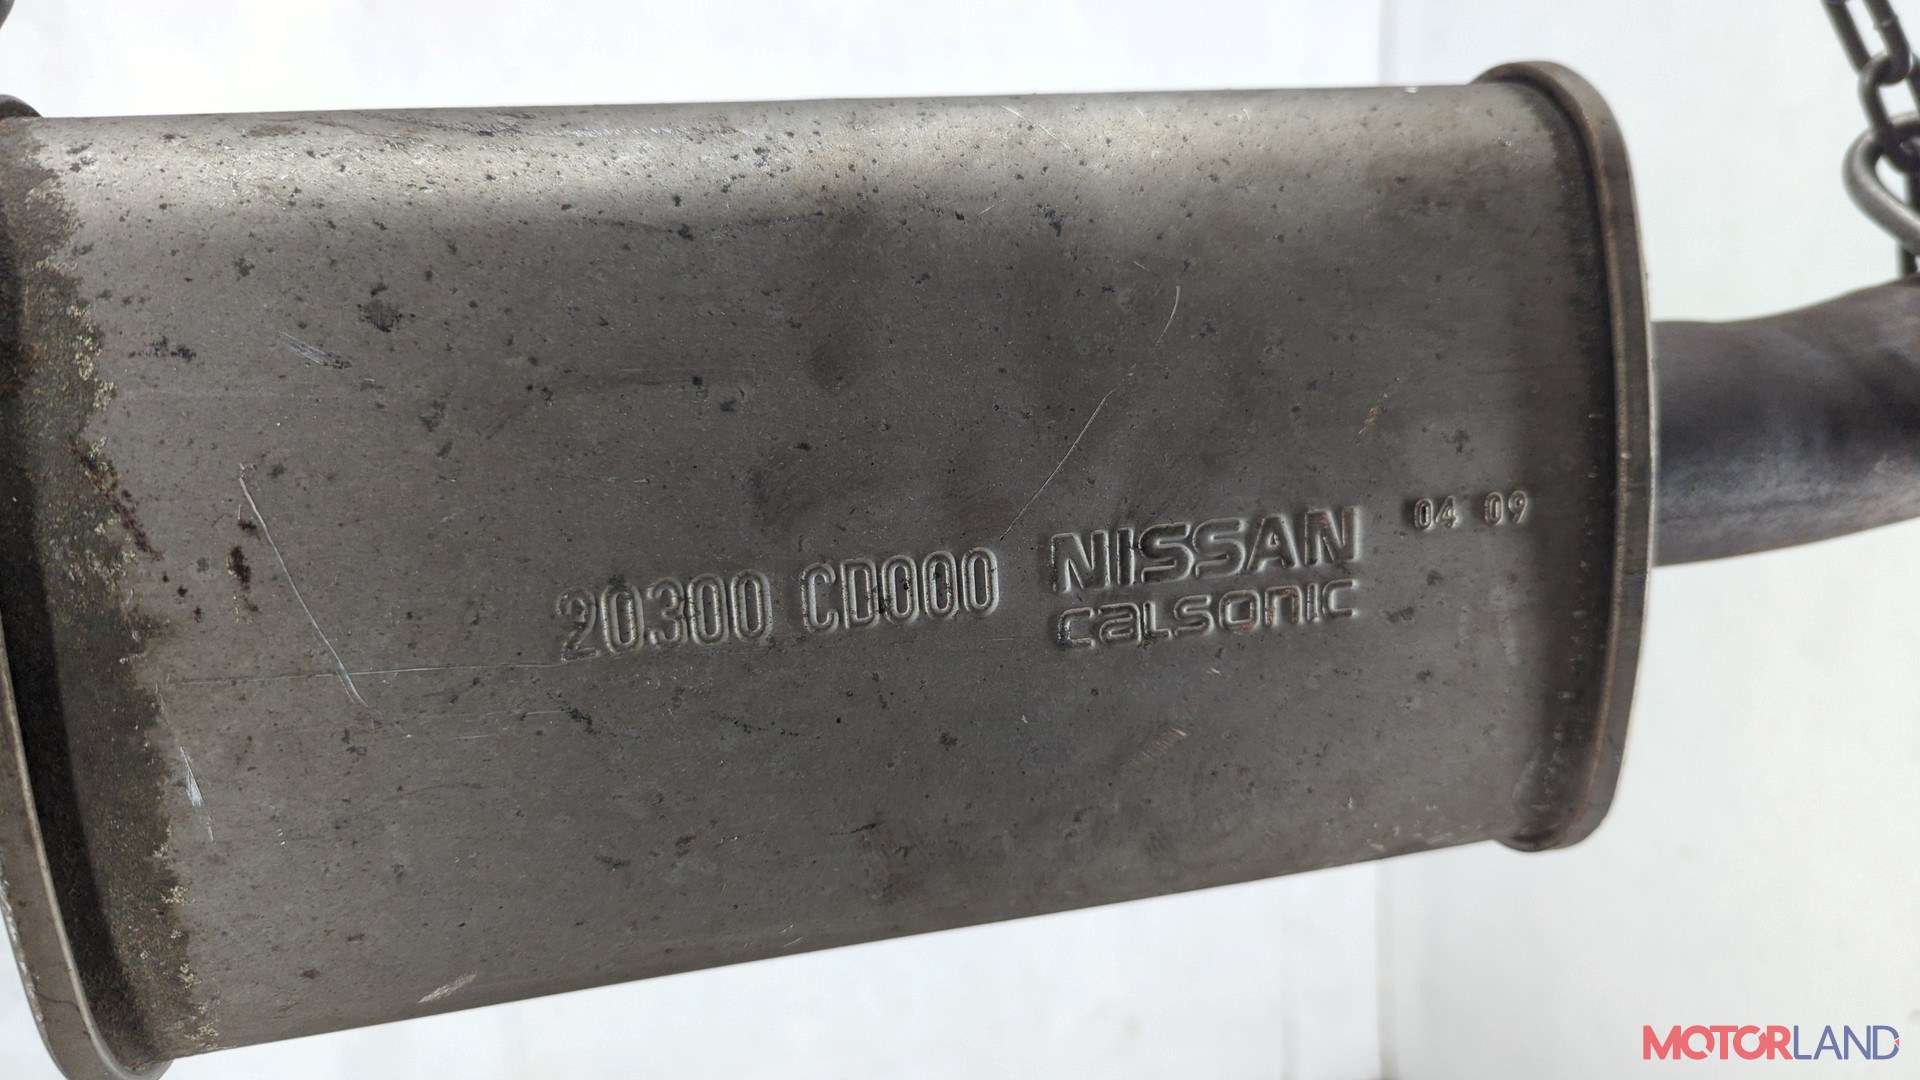 20300 CD000 NISSAN 04 09
CALSONIC
MOTORLAND